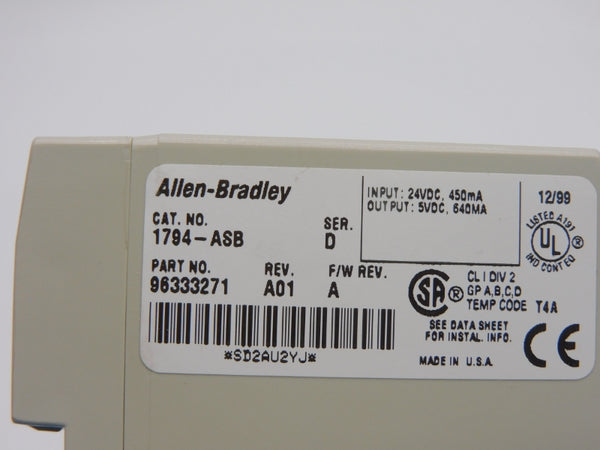 Allen-Bradley
CAT. NO.
1794-ASB
SER.
D
PART NO.
96333271
REV.
A01
F/W REV.
A
*SD2AU2YJ*
INPUT: 24VDC, 450mA
OUTPUT: 5VDC, 640MA
12/99
LISTED A191
UL ®
IND CONT EQ
SA ®
CL I DIV 2
GP A,B,C,D
TEMP CODE T4A
SEE DATA SHEET
FOR INSTAL. INFO.
MADE IN U.S.A.
CE